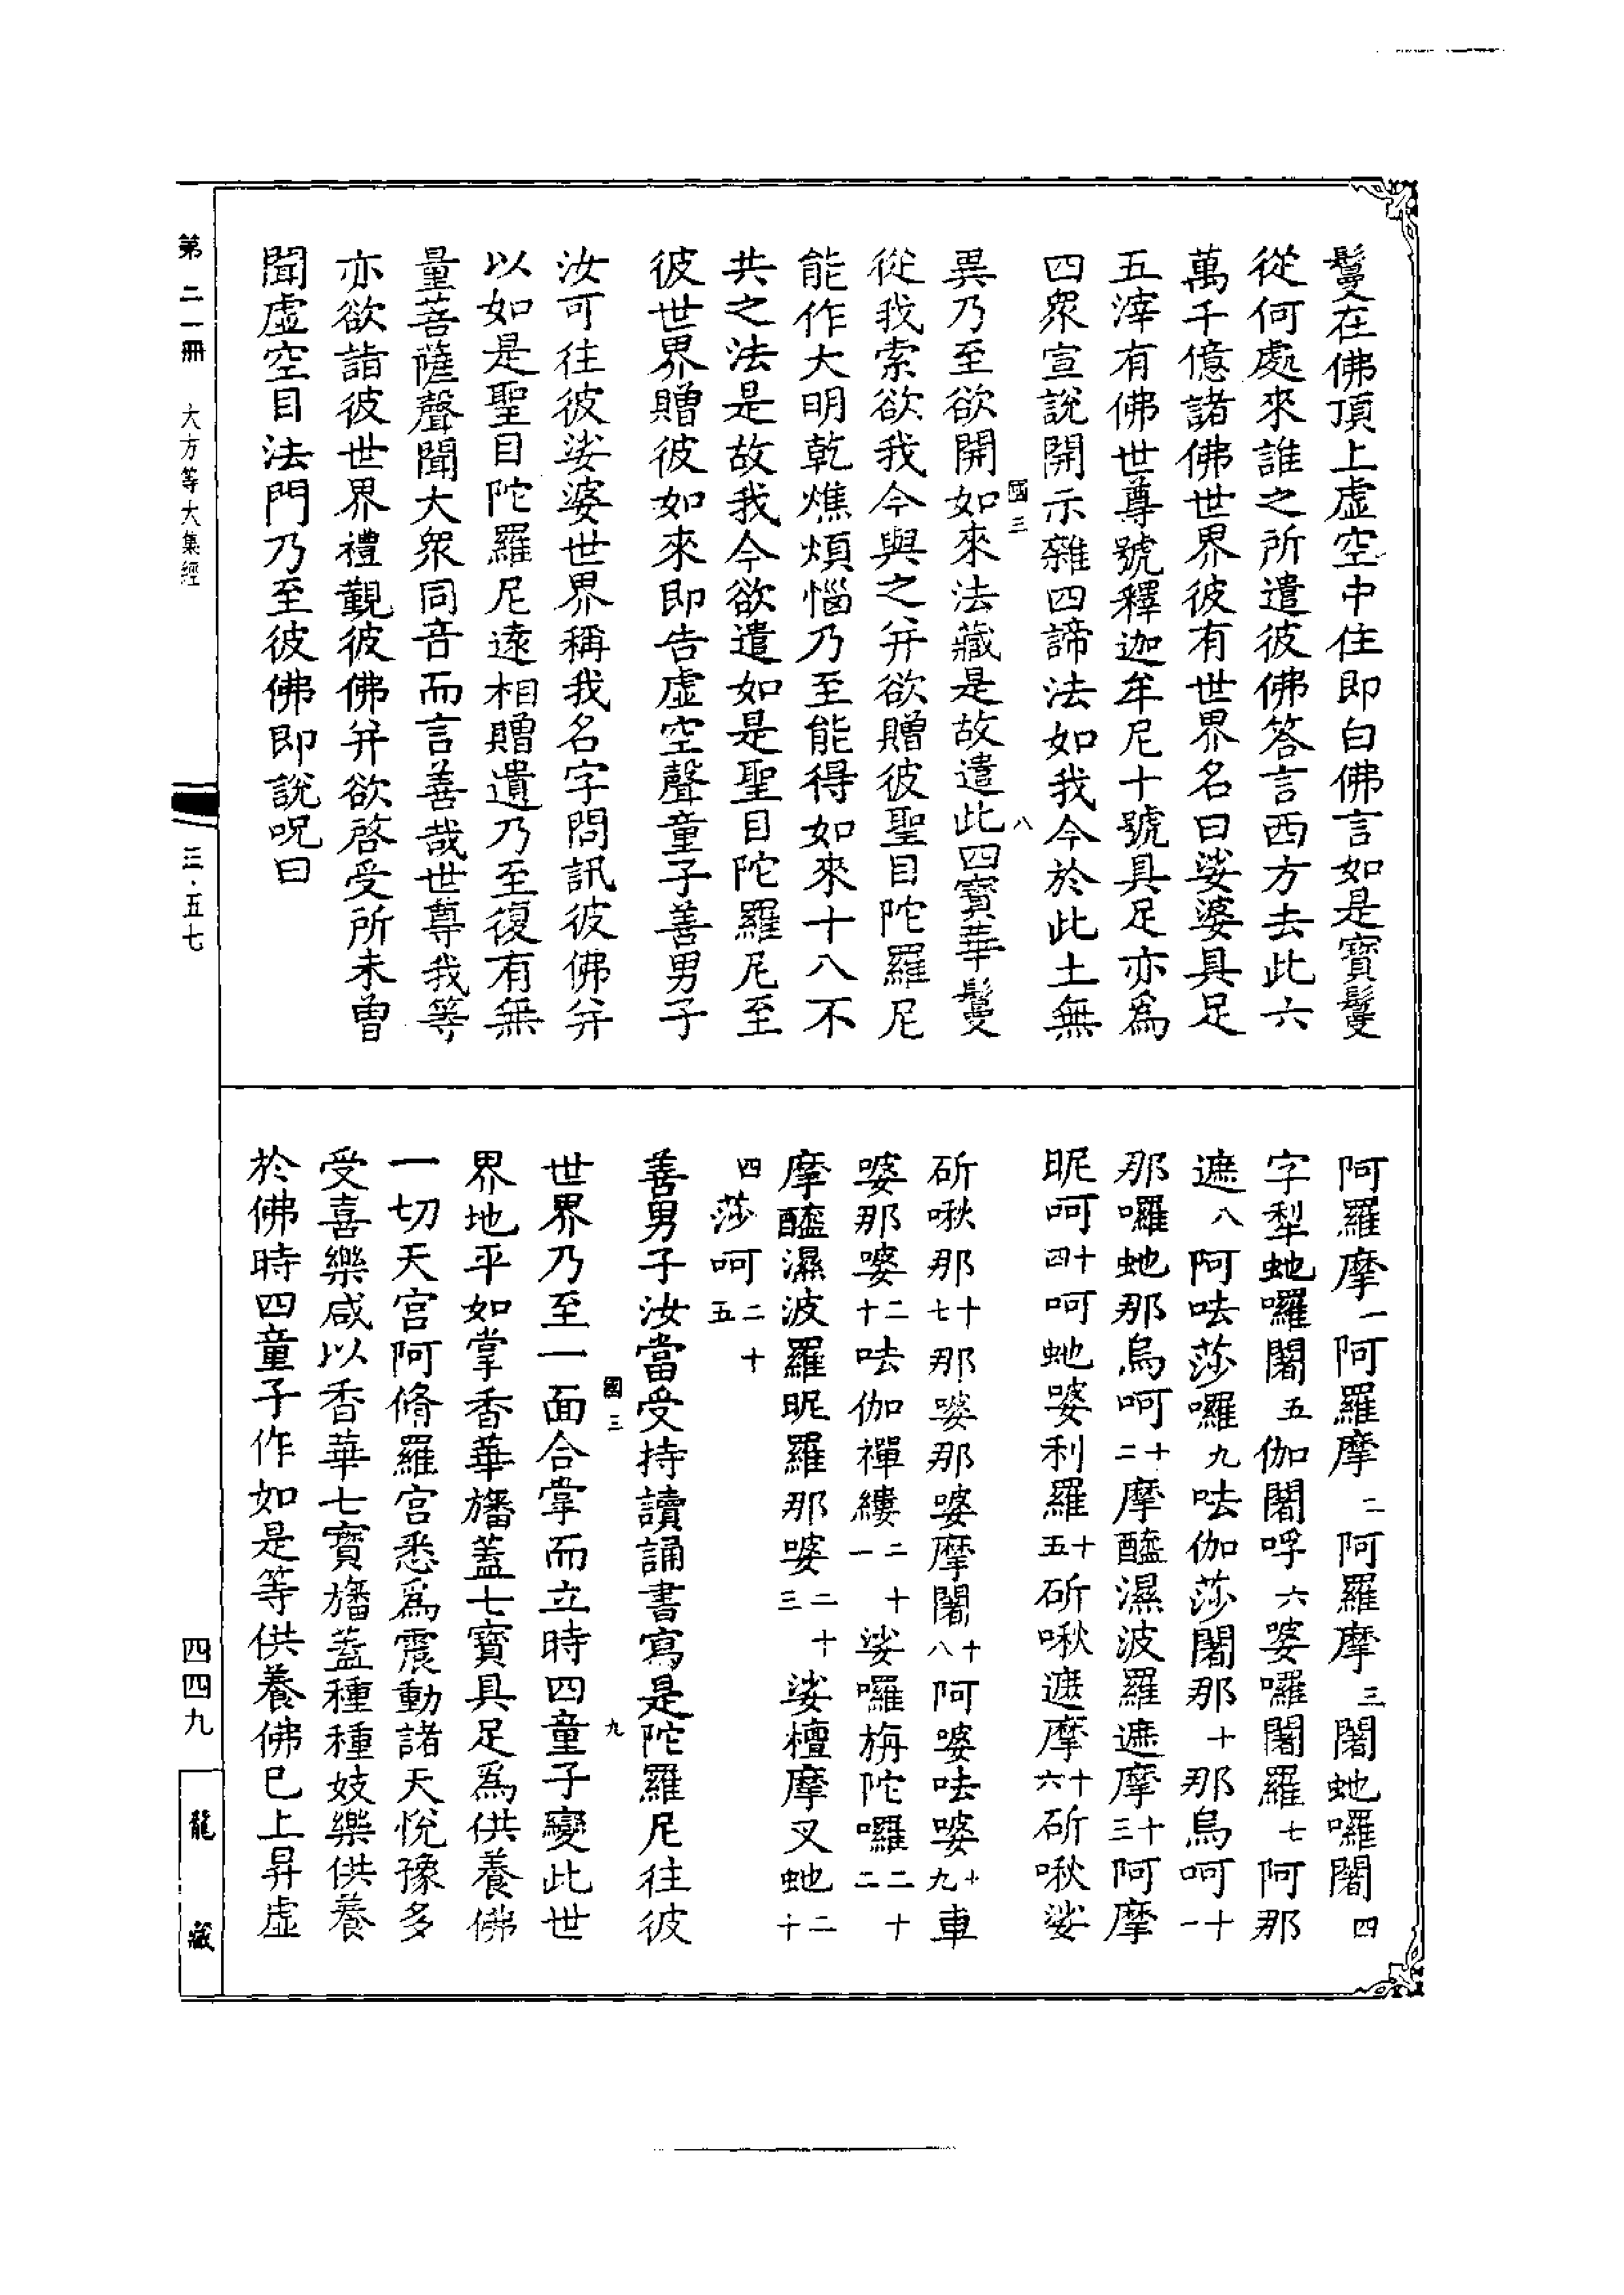 鬘在佛頂上虛空中住即白佛言如是寶鬘
從何處來誰之所遣彼佛答言西方去此六
萬千億諸佛世界彼有世界名曰娑婆具足
五滓有佛世尊號釋迦牟尼十號具足亦爲
四衆宣說開示雜四諦法如我今於此土無
國三 八
異乃至欲開如來法藏是故遣此四寶華鬘
從我索欲我今與之并欲贈彼聖目陀羅尼
能作大明乾燋煩惱乃至能得如來十八不
共之法是故我今欲遣如是聖目陀羅尼至
彼世界贈彼如來即告虛空聲童子善男子
汝可往彼娑婆世界稱我名字問訊彼佛并
以如是聖目陀羅尼遠相贈遺乃至復有無
量菩薩聲聞大衆同音而言善哉世尊我等
亦欲詣彼世界禮覲彼佛并欲啓受所未曾
聞虛空目法門乃至彼佛即說呪曰
阿羅摩一阿羅摩二阿羅摩三闍虵囉闍四
字犁虵囉闍五伽闍呼六婆囉闍羅七阿那
遮八阿呿莎囉九呿伽莎闍那十那烏呵十一
那囉虵那烏呵十二摩醯濕波羅遮摩十三阿摩
昵呵十四呵虵婆利羅十五斫啾遮摩十六斫啾娑
斫啾那十七那婆那婆摩闍十八阿婆呿婆十九車
婆那婆二十呿伽禪縷二十一娑囉旃陀囉二十二
摩醯濕波羅昵羅那婆二十三娑檀摩叉虵二十
四莎呵二十五
善男子汝當受持讀誦書寫是陀羅尼往彼
國三 九
世界乃至一面合掌而立時四童子變此世
界地平如掌香華旛蓋七寶具足爲供養佛
一切天宮阿脩羅宮悉爲震動諸天悅豫多
受喜樂咸以香華七寶旛蓋種種妓樂供養
於佛時四童子作如是等供養佛已上昇虛
第二一冊 大方等大集經 三·五七 四四九 龍藏